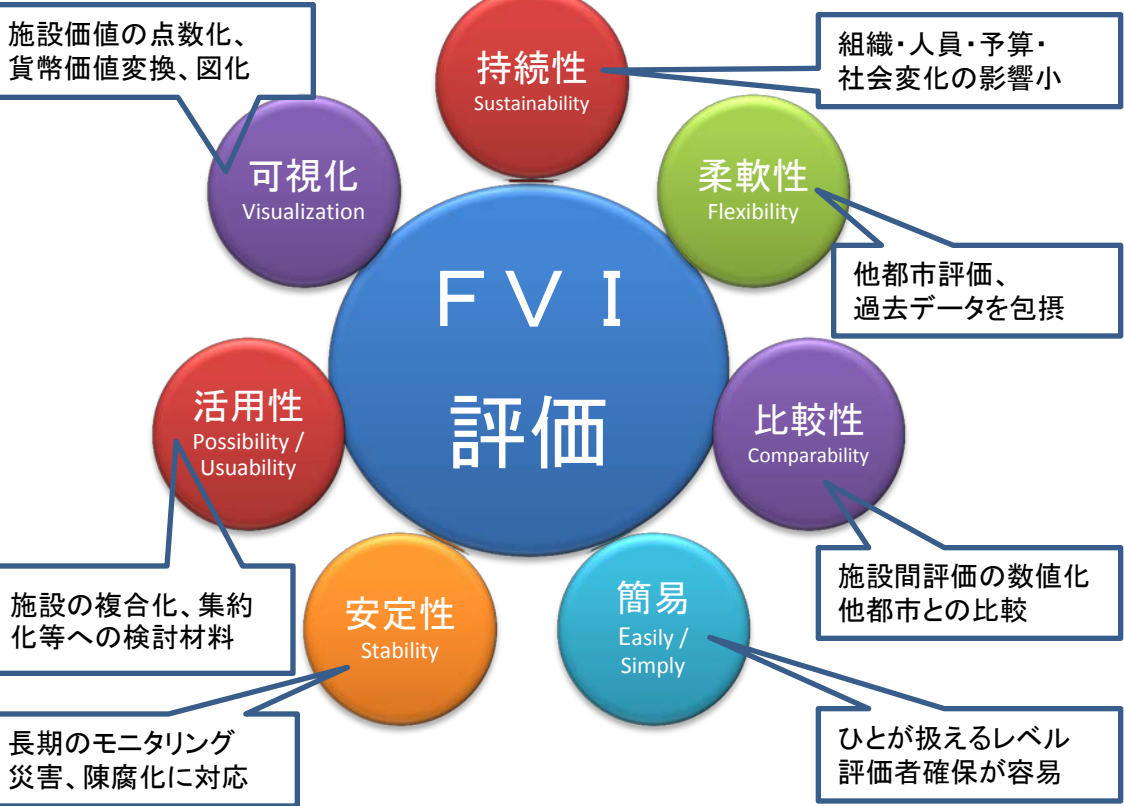 施設価値の点数化、
貨幣価値変換、図化
持続性
Sustainability
組織・人員・予算・
社会変化の影響小
可視化
Visualization
柔軟性
Flexibility
他都市評価、
過去データを包摂
FVI
評価
活用性
Possibility /
Usuability
比較性
Comparability
施設の複合化、集約
化等への検討材料
安定性
Stability
簡易
Easily /
Simply
施設間評価の数値化
他都市との比較
長期のモニタリング
災害、陳腐化に対応
ひとが扱えるレベル
評価者確保が容易